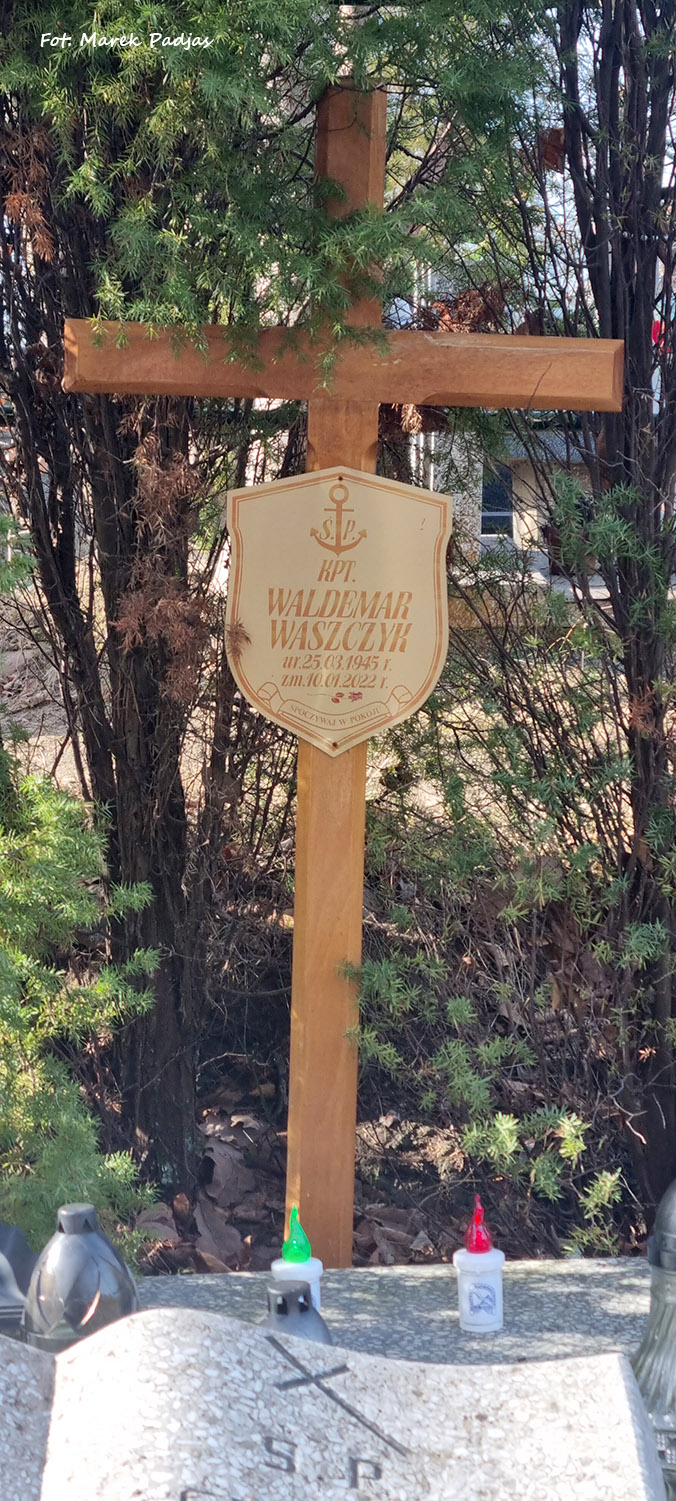 Fot. Marek Padjas
Ś.P.
KPT.
WALDEMAR
WASZCZYK
ur.25.03.1945 r.
zm.10.01.2022 r.
SPOCZYWAJ W POKOJU
S P